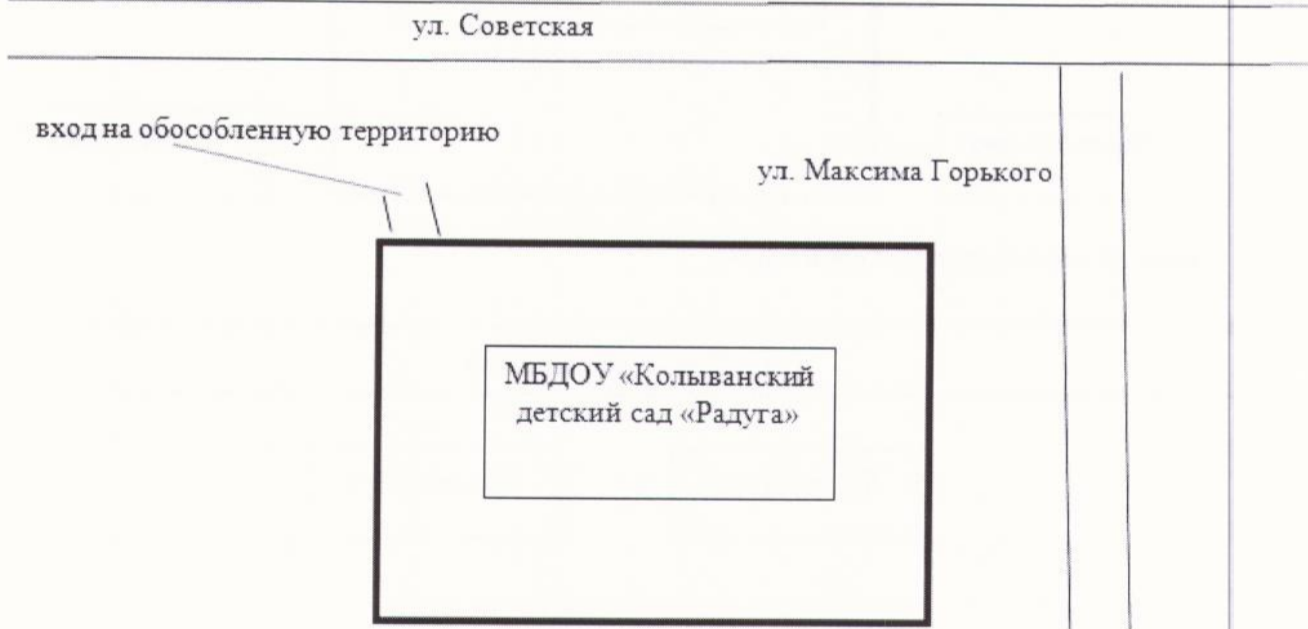 ул. Советская
вход на обособленную территорию
ул. Максима Горького
МБДОУ «Колыванский
детский сад «Радуга»